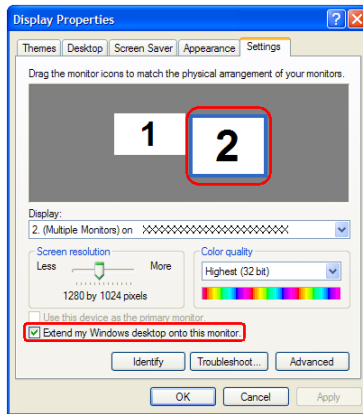 Display Properties
Themes Desktop Screen Saver Appearance Settings
Drag the monitor icons to match the physical arrangement of your monitors.
1 2
Display:
2. (Multiple Monitors) on XXXXXXXXXXXXXXXXXXXXXX
Screen resolution Color quality
Less More Highest (32 bit)
1280 by 1024 pixels
Use this device as the primary monitor.
Extend my Windows desktop onto this monitor.
Identify Troubleshoot... Advanced
OK Cancel Apply